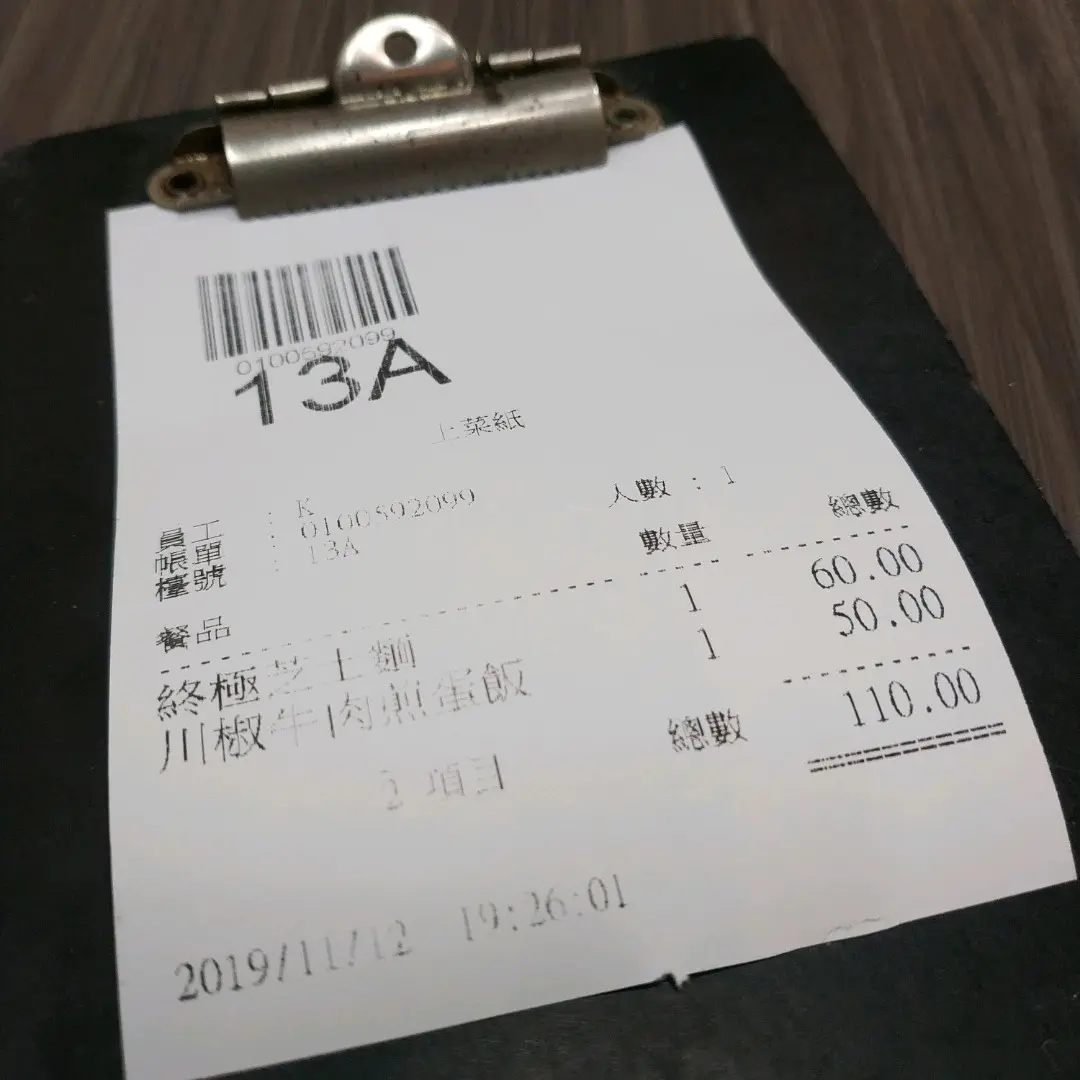 0100592099
13A
上菜紙
員工 : K
帳單 : 0100592099 人數 : 1
檯號 : 13A
餐品 數量 總數
終極芝士麵 1 60.00
川椒牛肉煎蛋飯 1 50.00
2 項目 總數 110.00
2019/11/12 19:26:01